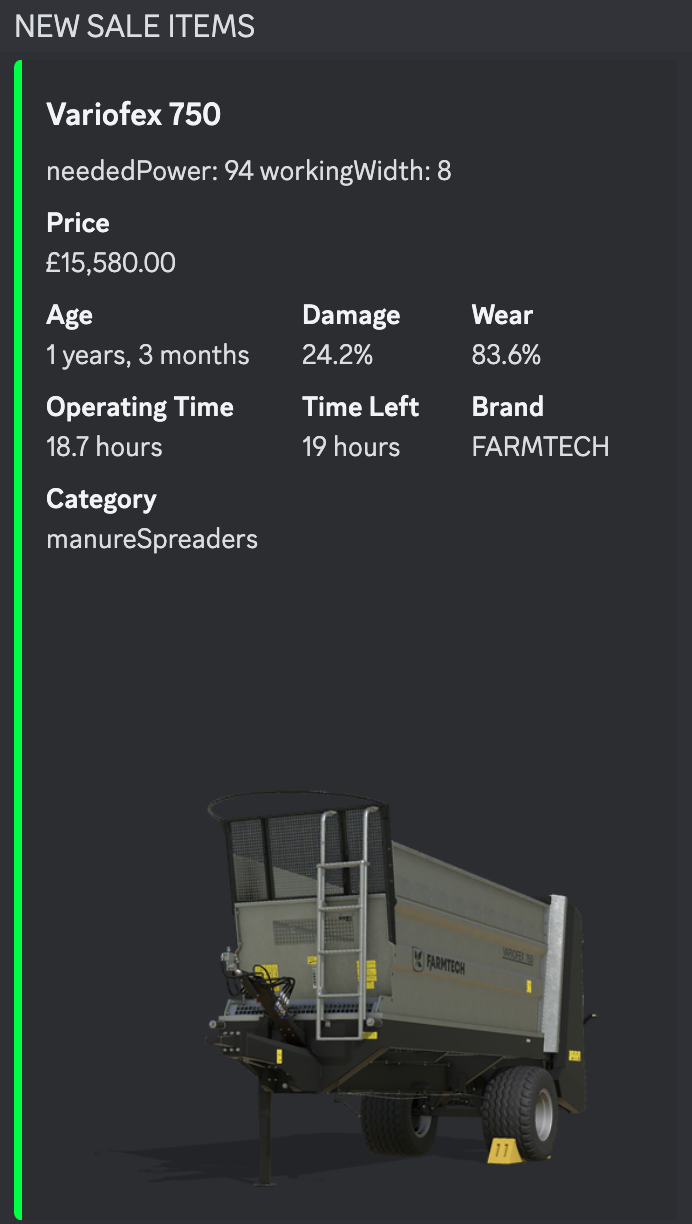 NEW SALE ITEMS
Variofex 750
neededPower: 94 workingWidth: 8
Price
£15,580.00
Age Damage Wear
1 years, 3 months 24.2% 83.6%
Operating Time Time Left Brand
18.7 hours 19 hours FARMTECH
Category
manureSpreaders
FARMTECH
VARIOFEX 750